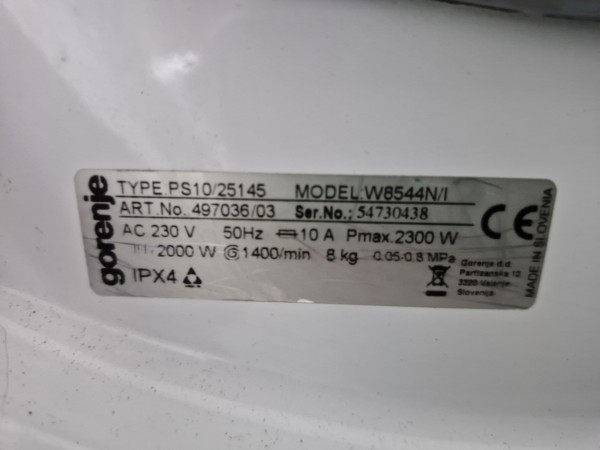 gorenje
TYPE.PS10/25145 MODEL:W8544N/I
ART.No. 497036/03 Ser.No.: 54730438
AC 230 V 50Hz 10 A Pmax.2300 W
2000 W 1400/min 8 kg 0.05-0.8 MPa
IPX4
Gorenje d.d.
Partizanska 12
3320-Velenje
Slovenija
CE
MADE IN SLOVENIA